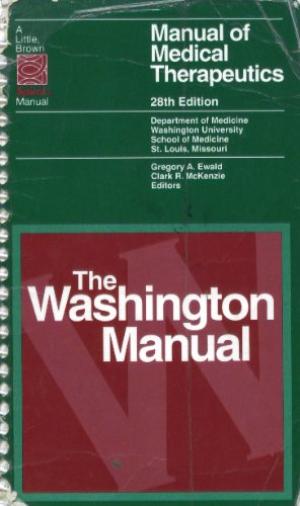 A
Little,
Brown
Manual
Manual of
Medical
Therapeutics
28th Edition
Department of Medicine
Washington University
School of Medicine
St. Louis, Missouri
Gregory A. Ewald
Clark R. McKenzie
Editors
The
Washington
Manual